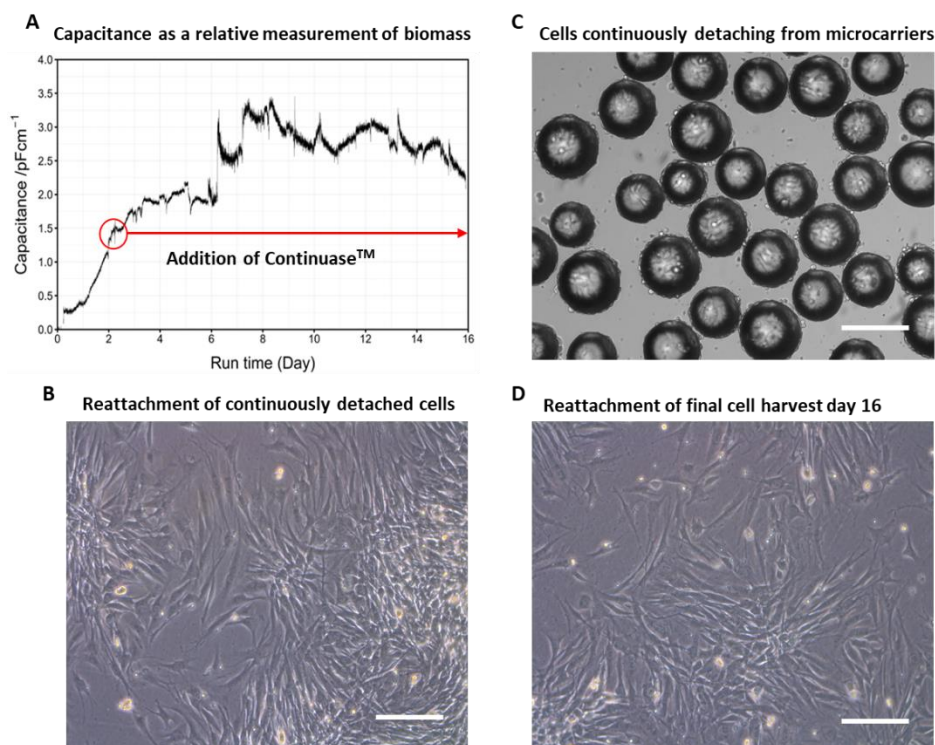 A
Capacitance as a relative measurement of biomass
Capacitance /pFcm⁻¹
4.0
3.5
3.0
2.5
2.0
1.5
1.0
0.5
0.0
Addition of Continuase™
0 2 4 6 8 10 12 14 16
Run time (Day)
C
Cells continuously detaching from microcarriers
B
Reattachment of continuously detached cells
D
Reattachment of final cell harvest day 16